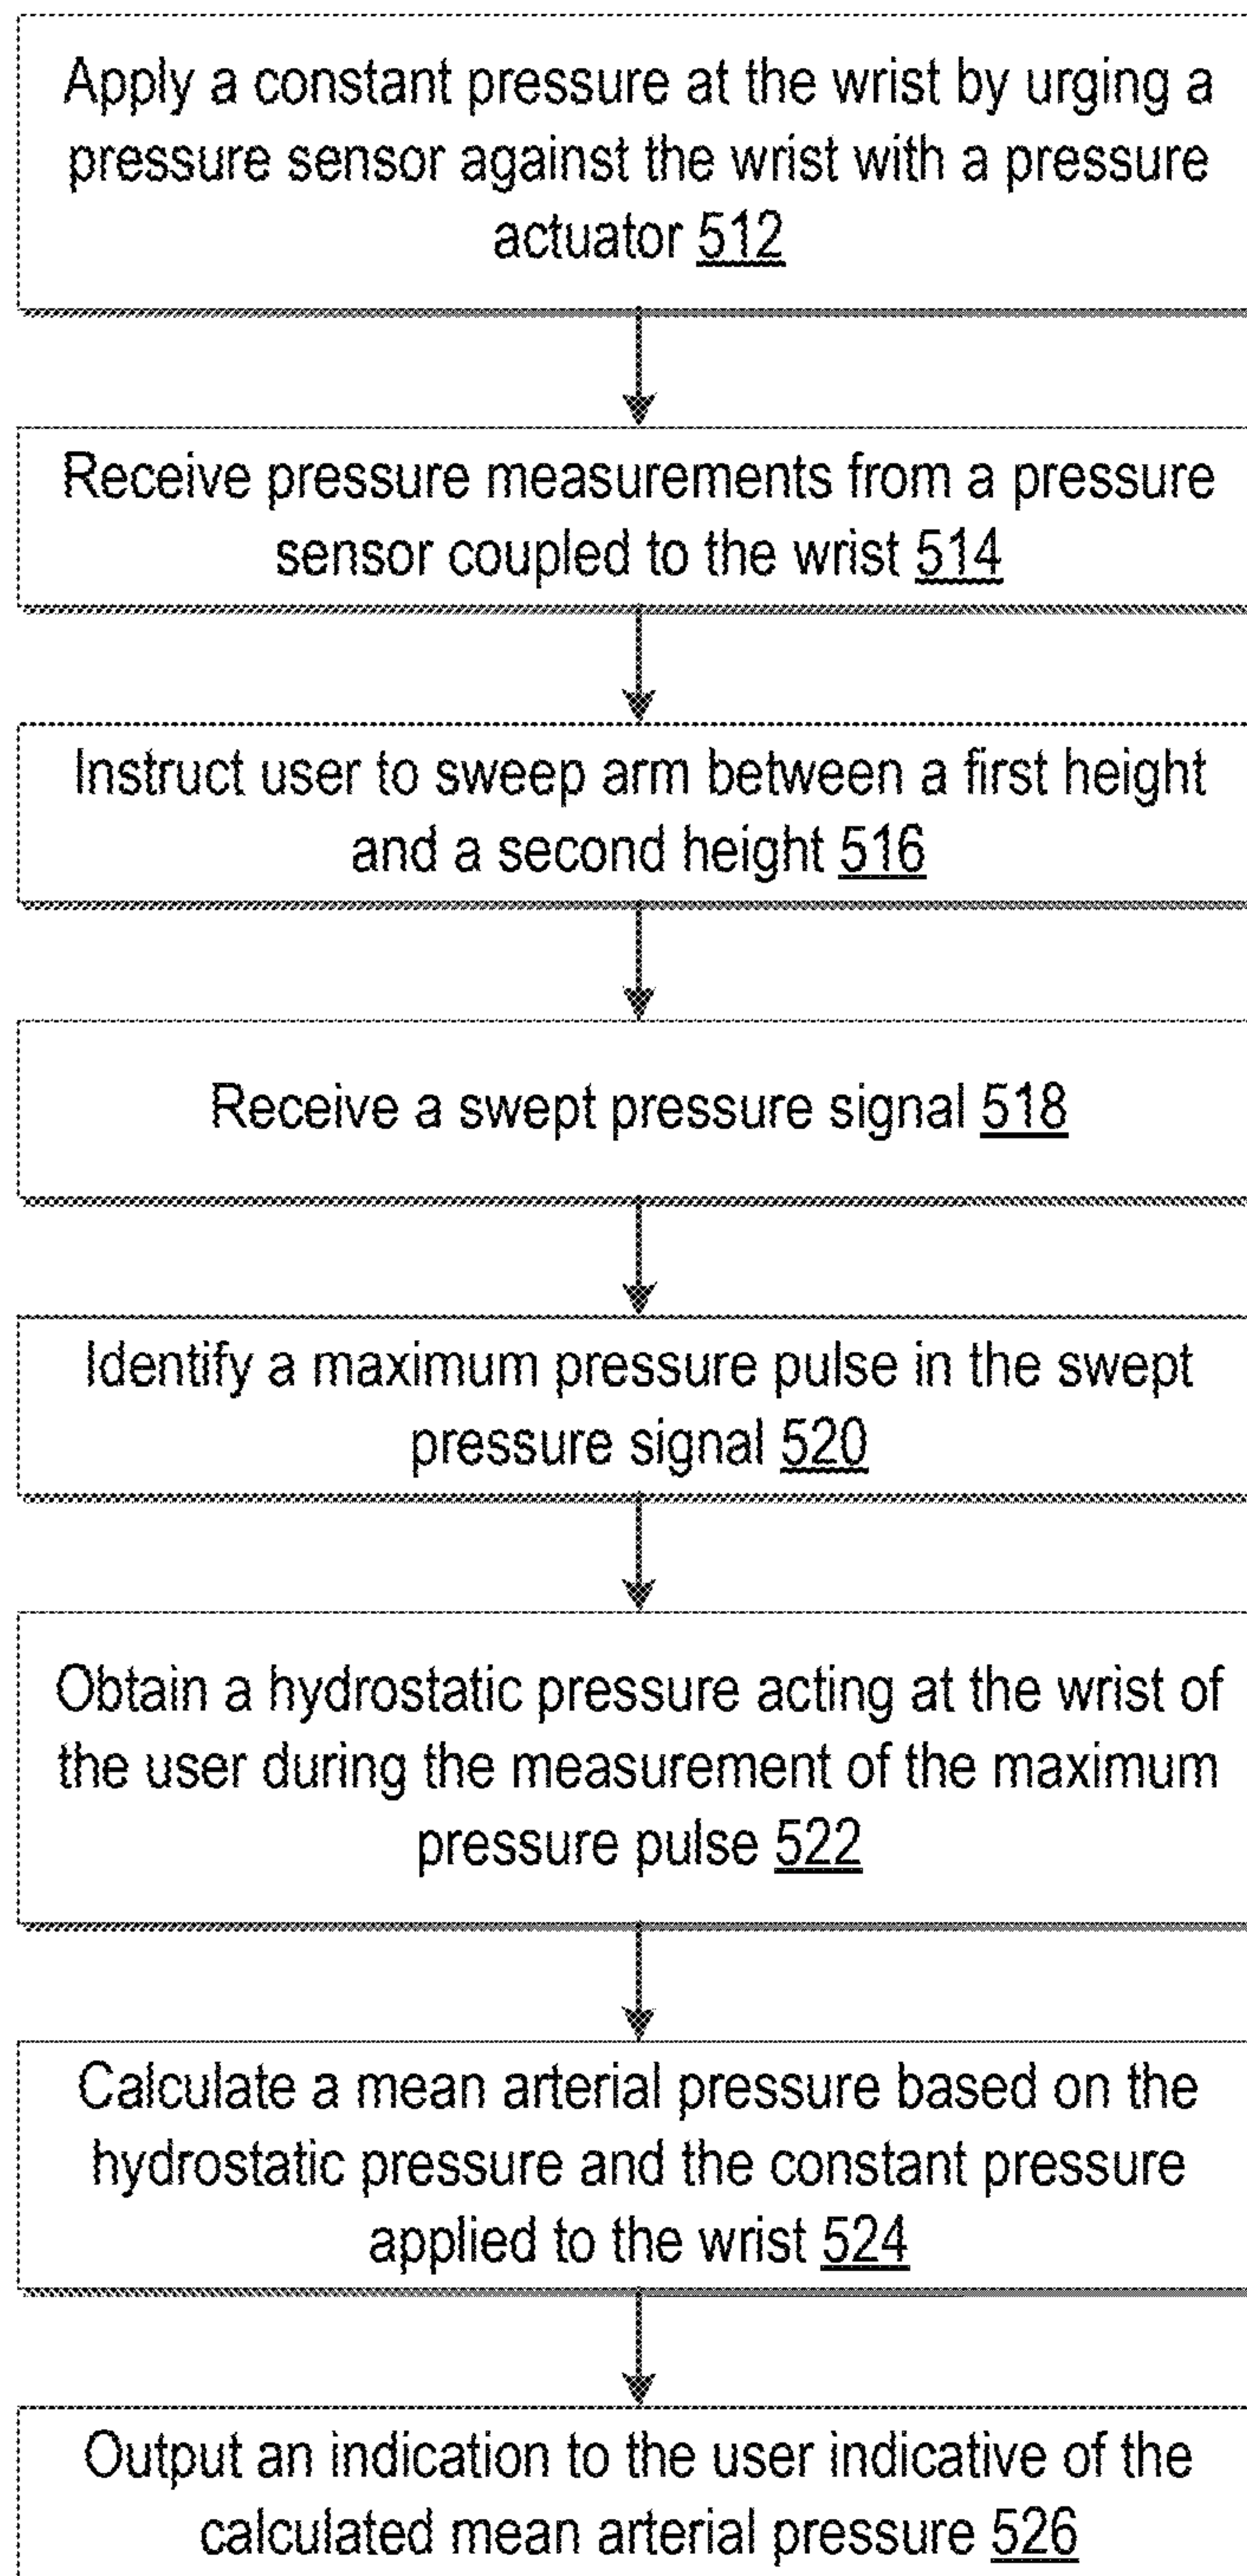 Apply a constant pressure at the wrist by urging a
pressure sensor against the wrist with a pressure
actuator 512
Receive pressure measurements from a pressure
sensor coupled to the wrist 514
Instruct user to sweep arm between a first height
and a second height 516
Receive a swept pressure signal 518
Identify a maximum pressure pulse in the swept
pressure signal 520
Obtain a hydrostatic pressure acting at the wrist of
the user during the measurement of the maximum
pressure pulse 522
Calculate a mean arterial pressure based on the
hydrostatic pressure and the constant pressure
applied to the wrist 524
Output an indication to the user indicative of the
calculated mean arterial pressure 526